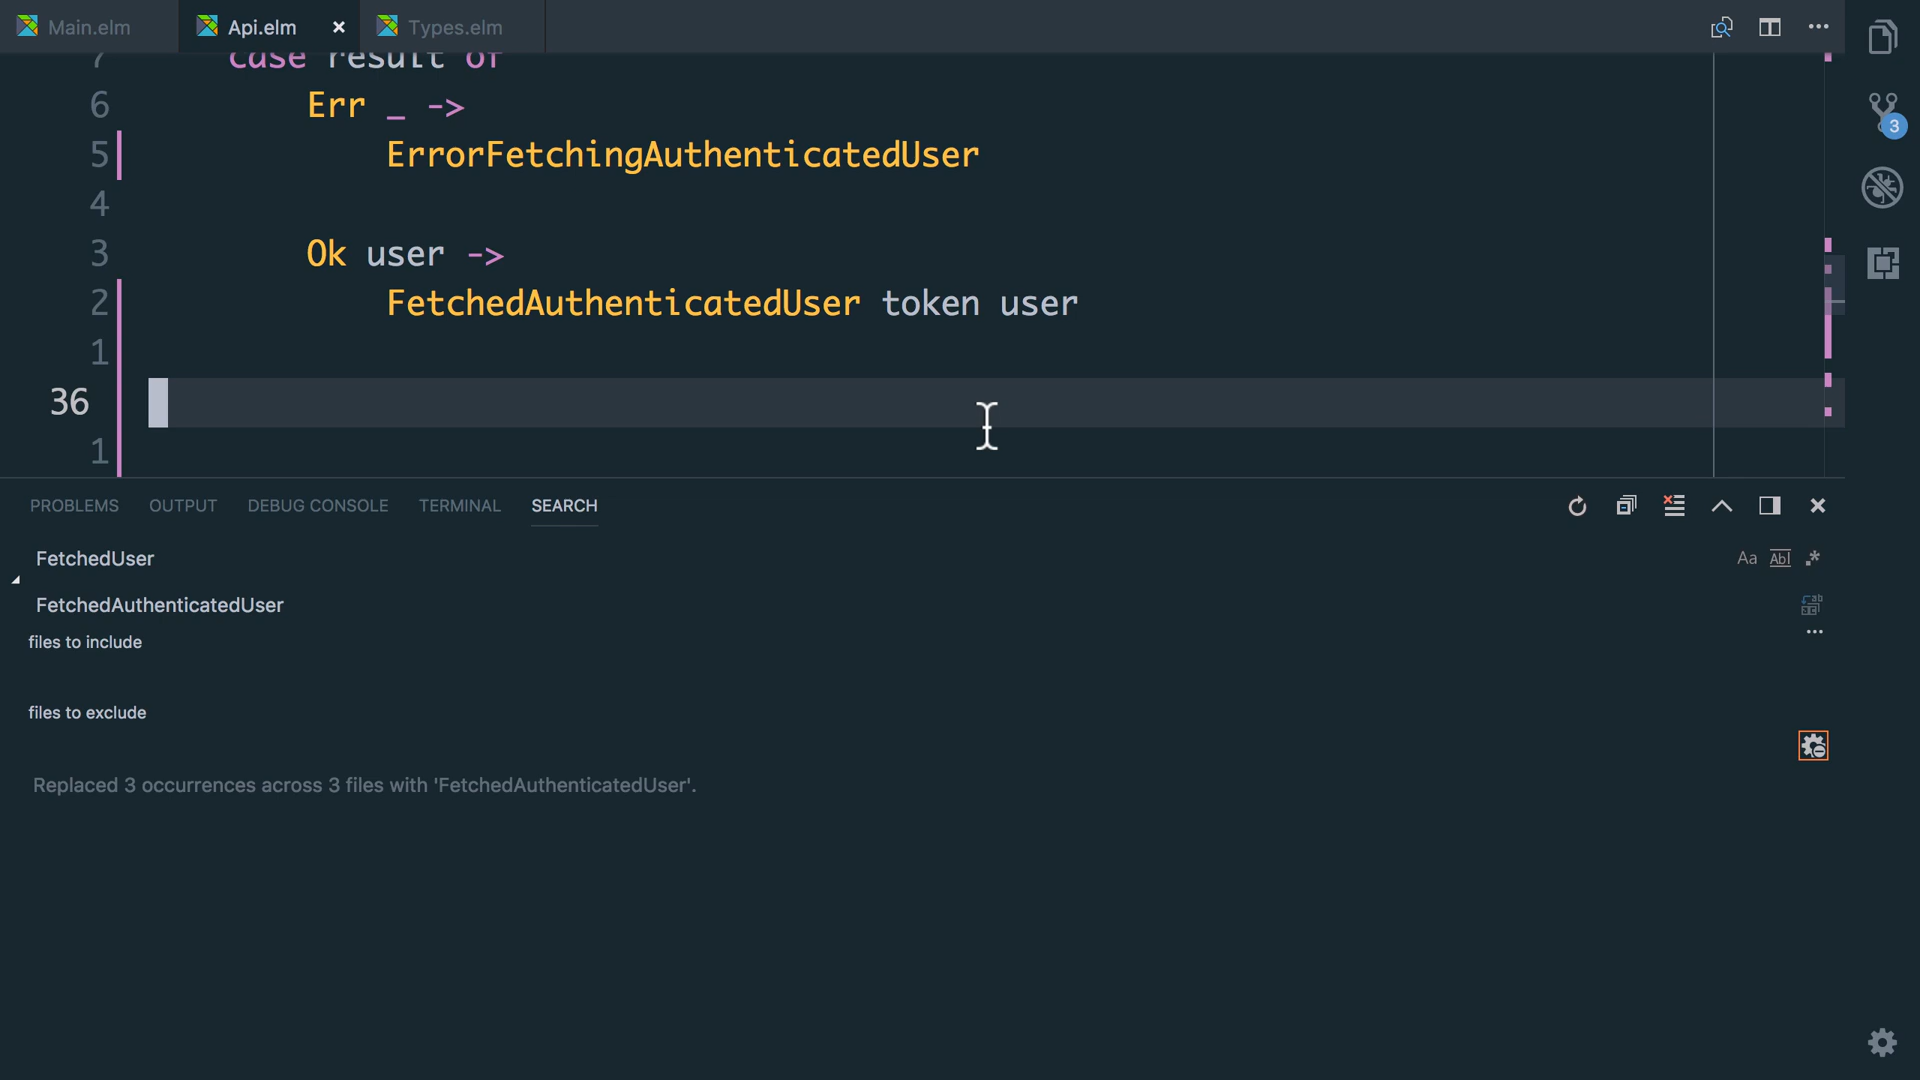 Main.elm
Api.elm
Types.elm
7 case result of
6 Err _ ->
5 ErrorFetchingAuthenticatedUser
4
3 Ok user ->
2 FetchedAuthenticatedUser token user
1
36
1
3
PROBLEMS OUTPUT DEBUG CONSOLE TERMINAL SEARCH
FetchedUser
Aa Abl .*
FetchedAuthenticatedUser
files to include
files to exclude
Replaced 3 occurrences across 3 files with 'FetchedAuthenticatedUser'.